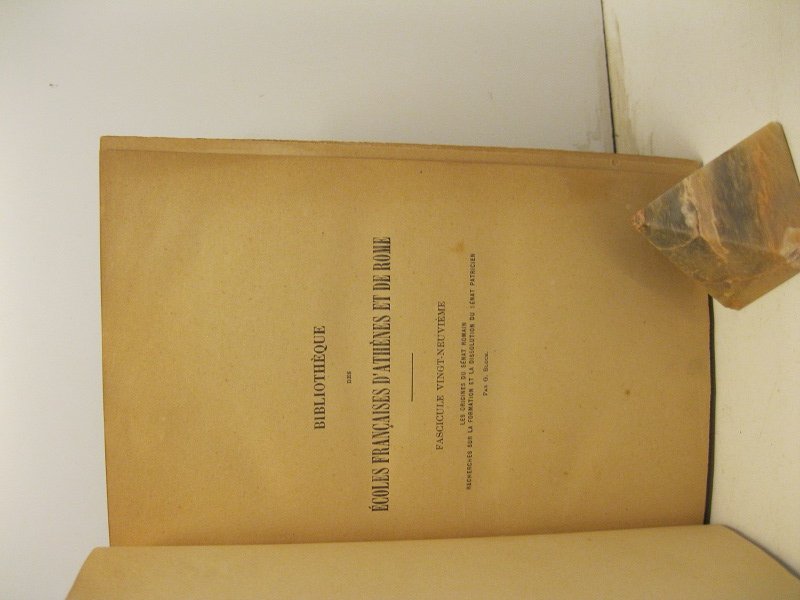 BIBLIOTHÈQUE
DES
ÉCOLES FRANÇAISES D'ATHÈNES ET DE ROME
FASCICULE VINGT-NEUVIÈME
LES ORIGINES DU SÉNAT ROMAIN
RECHERCHES SUR LA FORMATION ET LA DISSOLUTION DU SÉNAT PATRICIEN
PAR G. BLOCH.